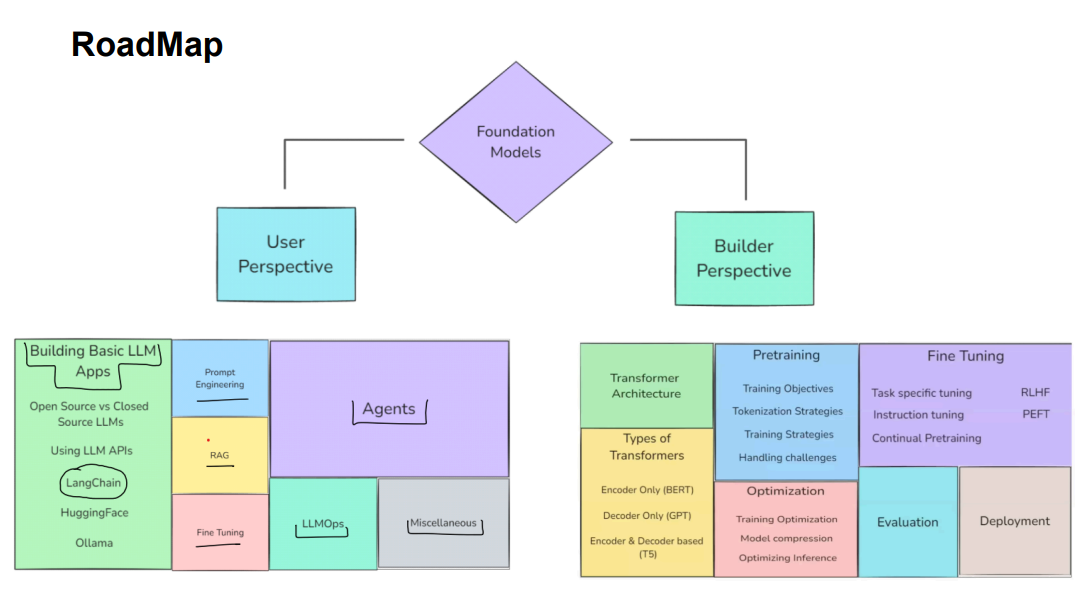 RoadMap
Foundation
Models
User
Perspective
Builder
Perspective
Building Basic LLM
Apps
Open Source vs Closed
Source LLMs
Using LLM APIs
LangChain
HuggingFace
Ollama
Prompt
Engineering
RAG
Fine Tuning
Agents
LLMOps
Miscellaneous
Transformer
Architecture
Types of
Transformers
Encoder Only (BERT)
Decoder Only (GPT)
Encoder & Decoder based
(T5)
Pretraining
Training Objectives
Tokenization Strategies
Training Strategies
Handling challenges
Optimization
Training Optimization
Model compression
Optimizing Inference
Fine Tuning
Task specific tuning
RLHF
Instruction tuning
PEFT
Continual Pretraining
Evaluation
Deployment